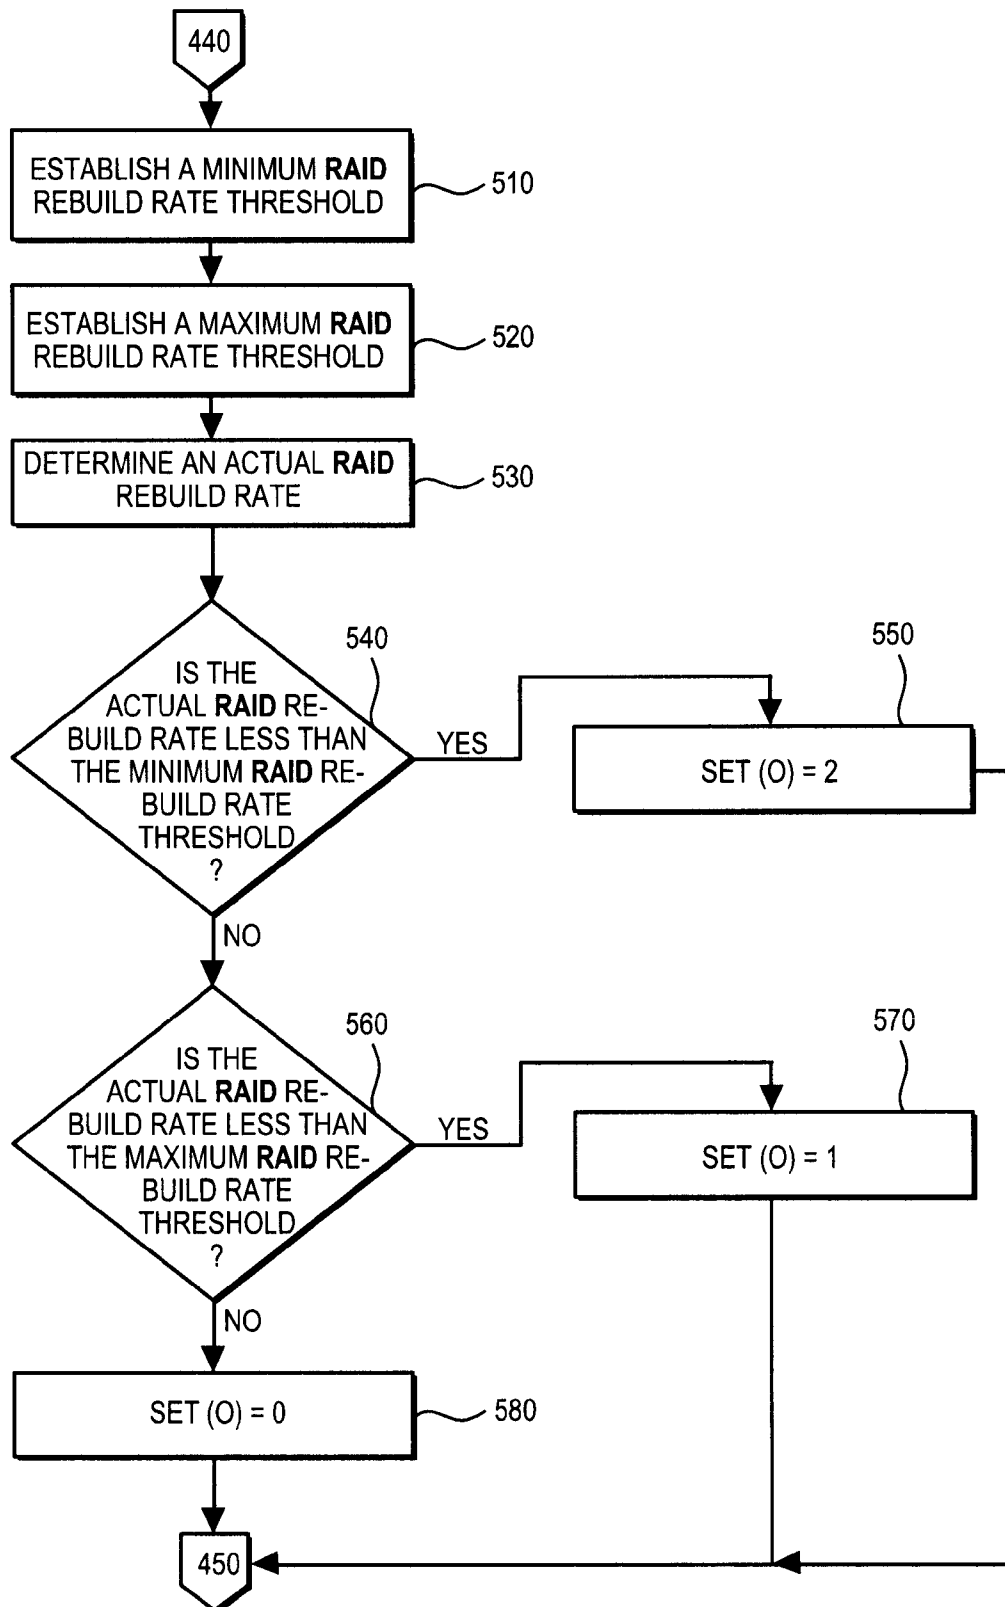 440
ESTABLISH A MINIMUM RAID
REBUILD RATE THRESHOLD
510
ESTABLISH A MAXIMUM RAID
REBUILD RATE THRESHOLD
520
DETERMINE AN ACTUAL RAID
REBUILD RATE
530
540
IS THE
ACTUAL RAID RE-
BUILD RATE LESS THAN
THE MINIMUM RAID RE-
BUILD RATE
THRESHOLD
?
YES
550
SET (O) = 2
NO
560
IS THE
ACTUAL RAID RE-
BUILD RATE LESS THAN
THE MAXIMUM RAID RE-
BUILD RATE
THRESHOLD
?
YES
570
SET (O) = 1
NO
SET (O) = 0
580
450